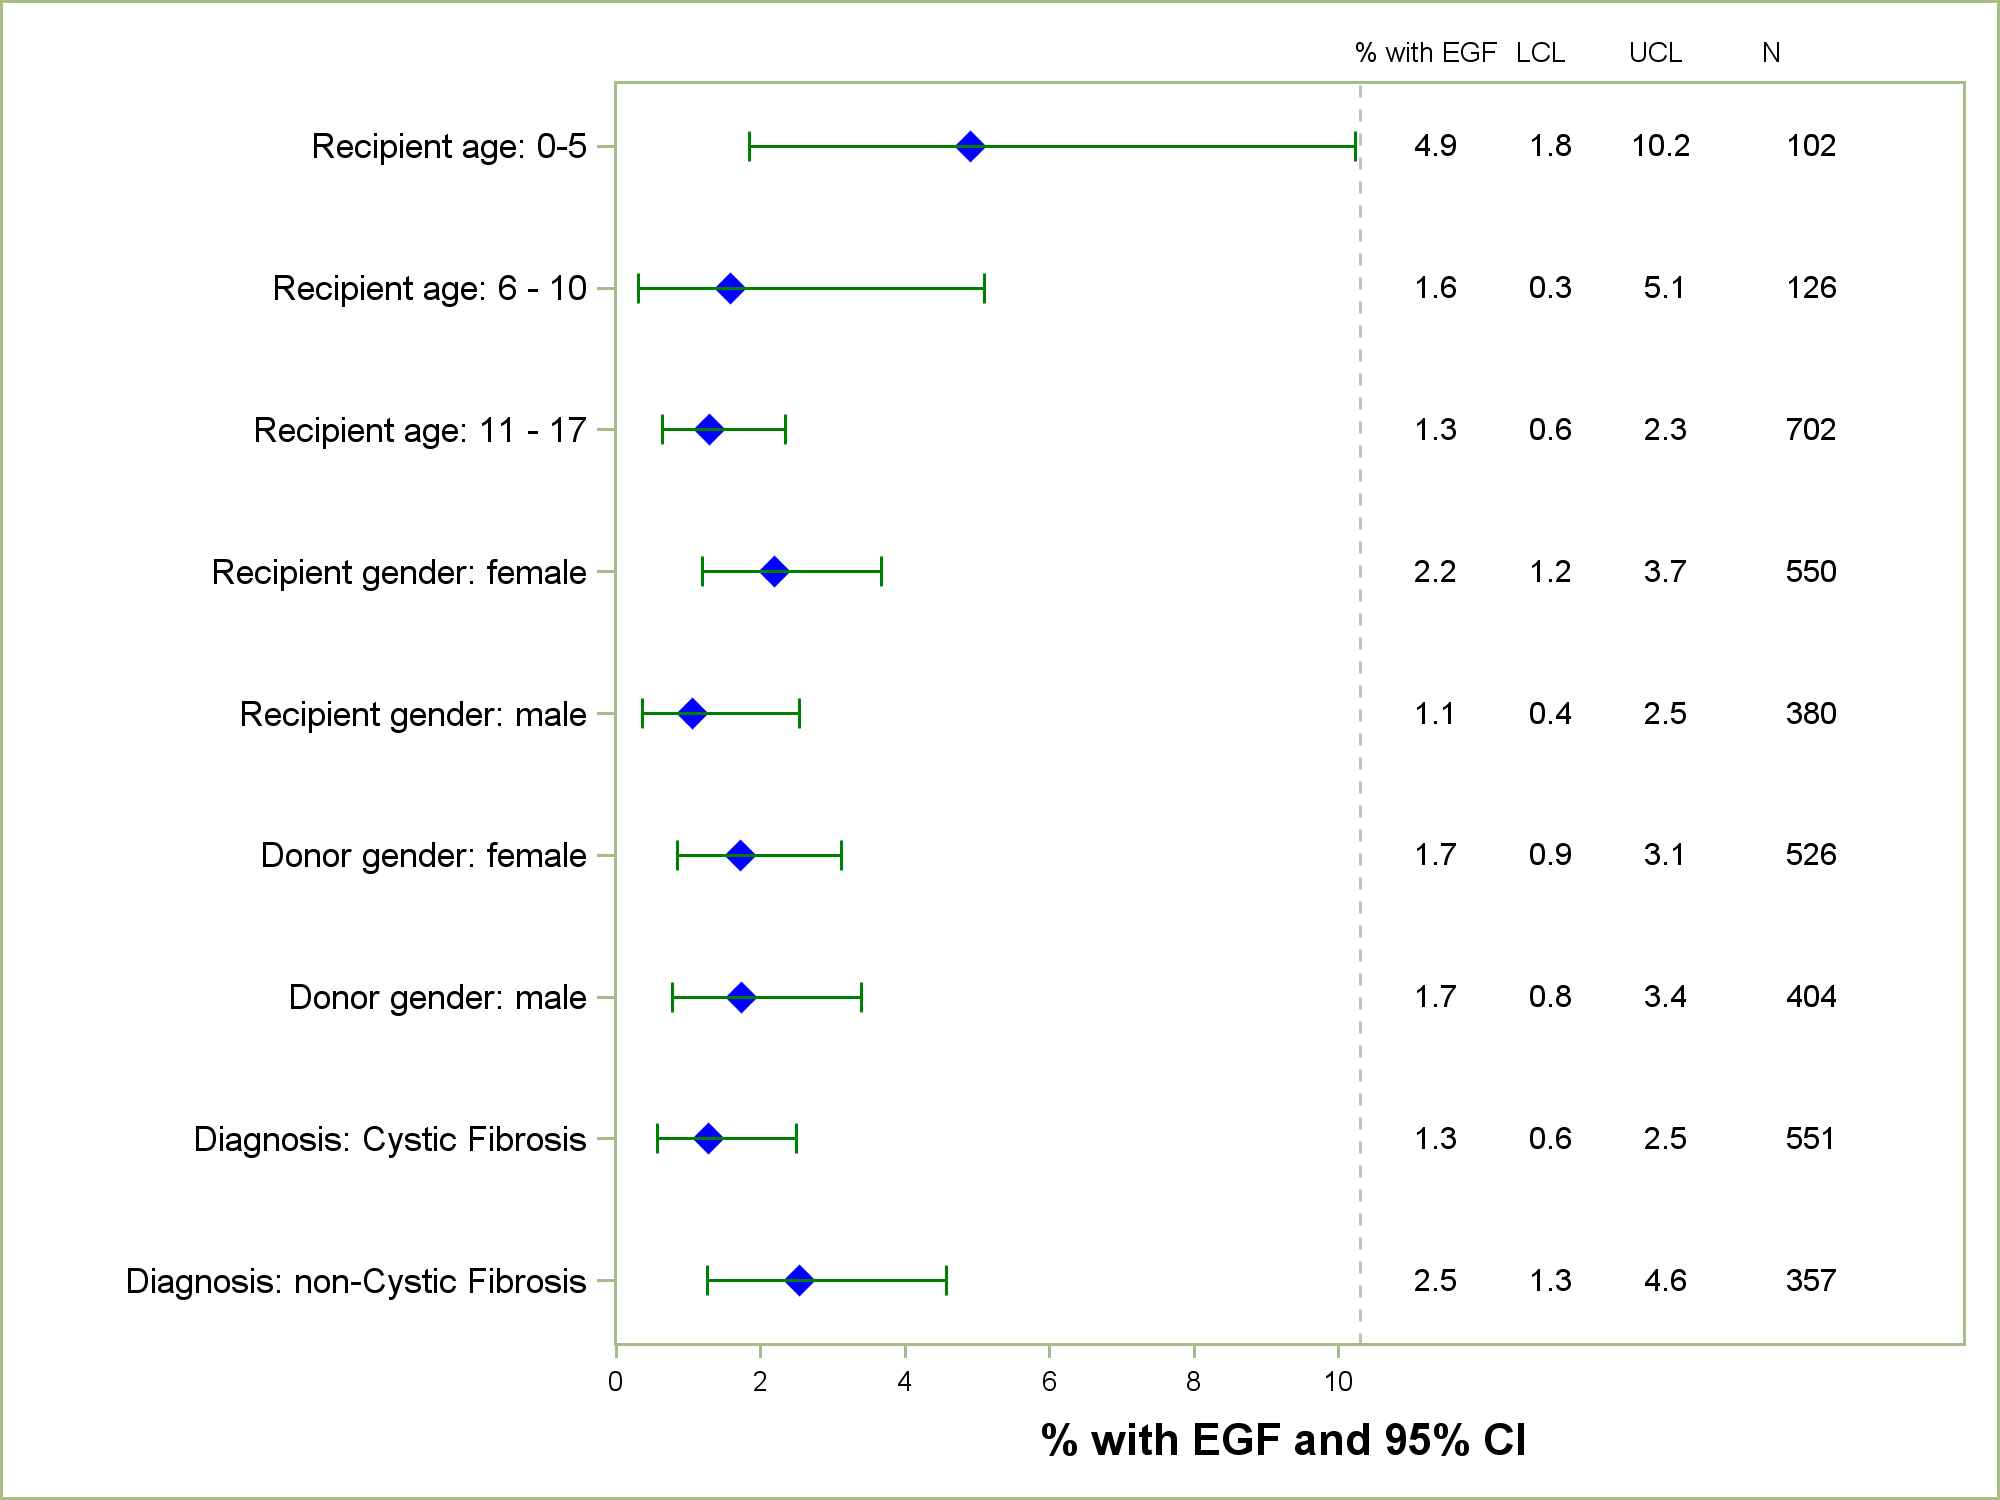 % with EGF LCL UCL N
Recipient age: 0-5 4.9 1.8 10.2 102
Recipient age: 6 - 10 1.6 0.3 5.1 126
Recipient age: 11 - 17 1.3 0.6 2.3 702
Recipient gender: female 2.2 1.2 3.7 550
Recipient gender: male 1.1 0.4 2.5 380
Donor gender: female 1.7 0.9 3.1 526
Donor gender: male 1.7 0.8 3.4 404
Diagnosis: Cystic Fibrosis 1.3 0.6 2.5 551
Diagnosis: non-Cystic Fibrosis 2.5 1.3 4.6 357
0 2 4 6 8 10
% with EGF and 95% CI